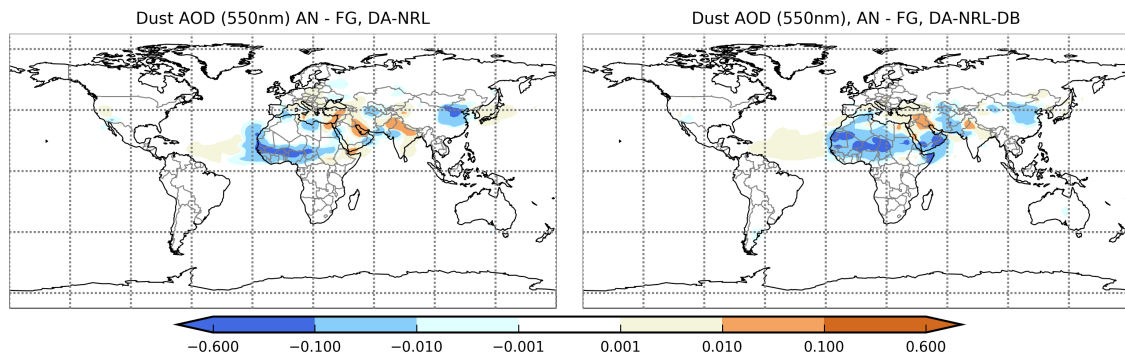 Dust AOD (550nm) AN - FG, DA-NRL
Dust AOD (550nm), AN - FG, DA-NRL-DB
−0.600 −0.100 −0.010 −0.001 0.001 0.010 0.100 0.600